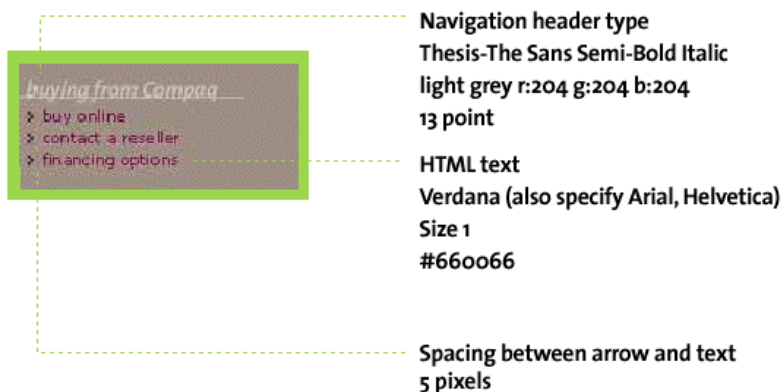 Navigation header type
Thesis-The Sans Semi-Bold Italic
light grey r:204 g:204 b:204
13 point
buying from Compaq
> buy online
> contact a reseller
> financing options
HTML text
Verdana (also specify Arial, Helvetica)
Size 1
#660066
Spacing between arrow and text
5 pixels